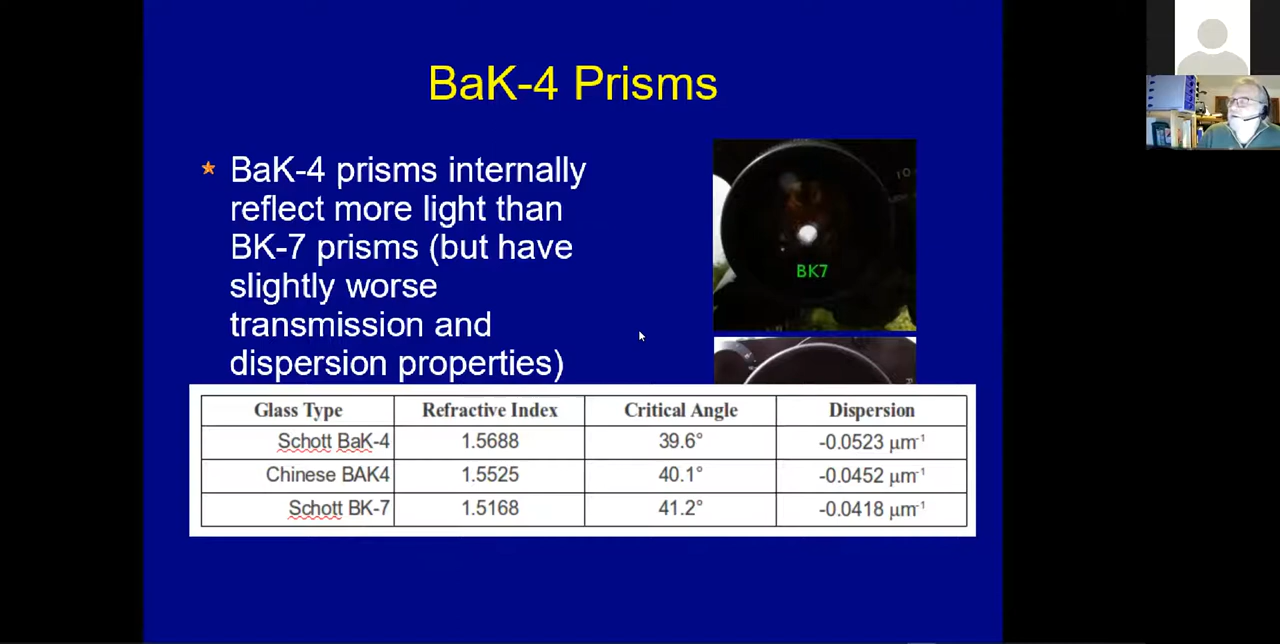 BaK-4 Prisms
BaK-4 prisms internally
reflect more light than
BK-7 prisms (but have
slightly worse
transmission and
dispersion properties)
BK7
Glass Type Refractive Index Critical Angle Dispersion
Schott BaK-4 1.5688 39.6° -0.0523 μm⁻¹
Chinese BAK4 1.5525 40.1° -0.0452 μm⁻¹
Schott BK-7 1.5168 41.2° -0.0418 μm⁻¹